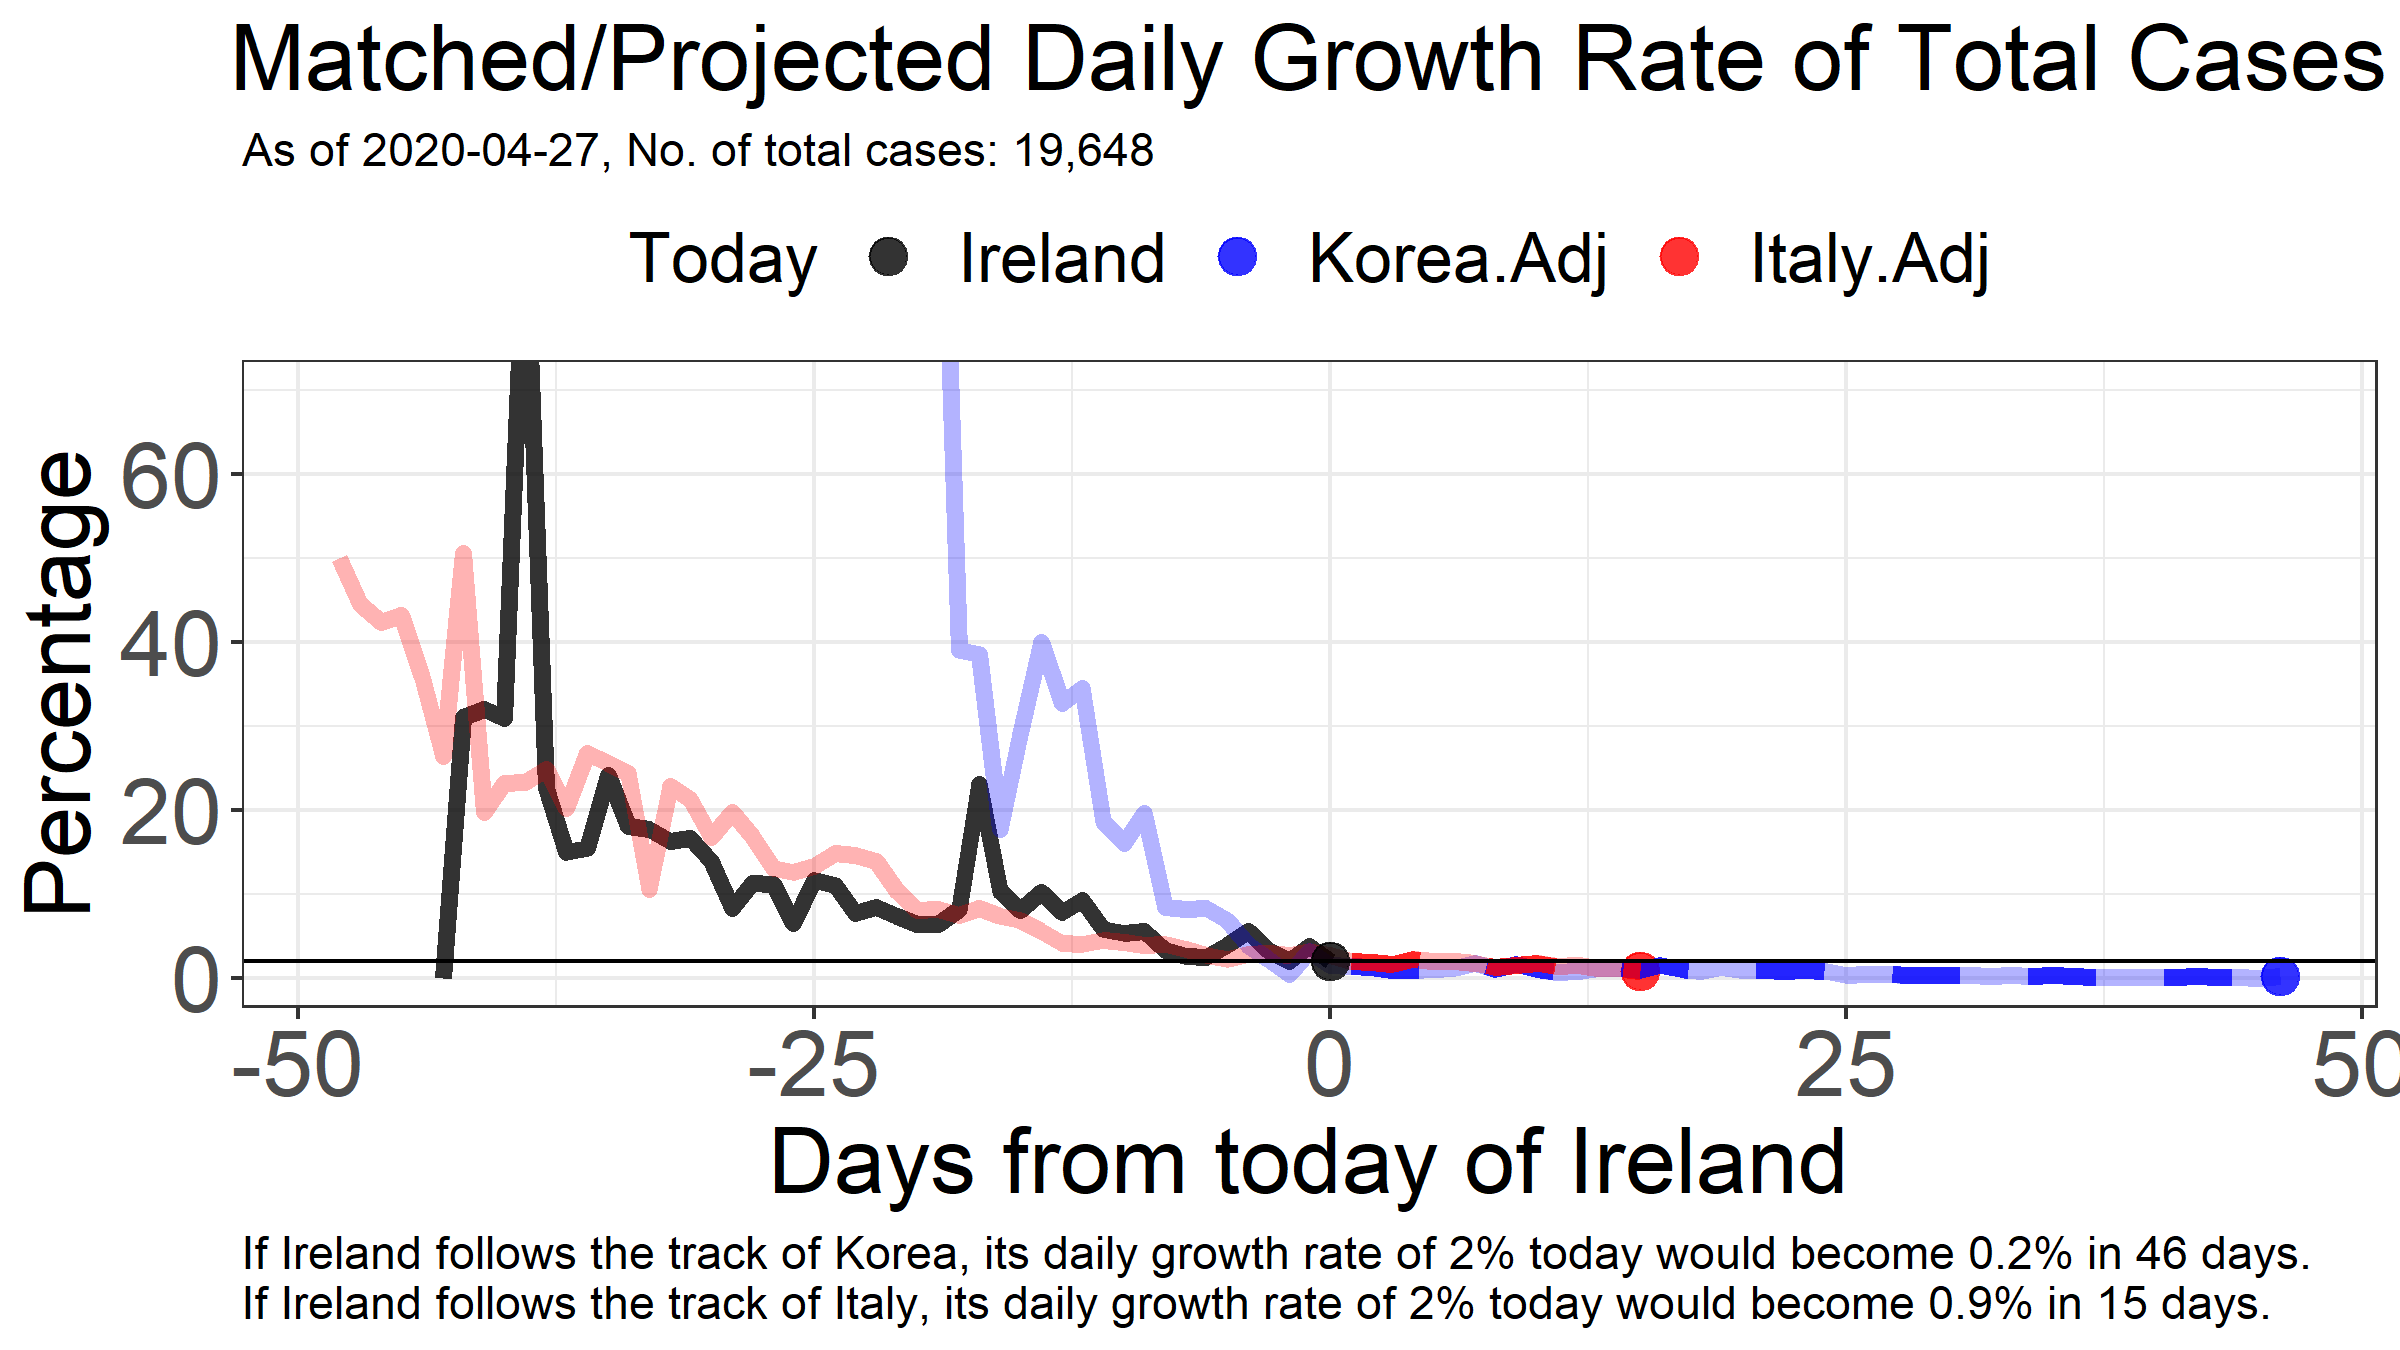 Matched/Projected Daily Growth Rate of Total Cases
As of 2020-04-27, No. of total cases: 19,648
Today Ireland Korea.Adj Italy.Adj
Percentage
60
40
20
0
-50 -25 0 25 50
Days from today of Ireland
If Ireland follows the track of Korea, its daily growth rate of 2% today would become 0.2% in 46 days.
If Ireland follows the track of Italy, its daily growth rate of 2% today would become 0.9% in 15 days.